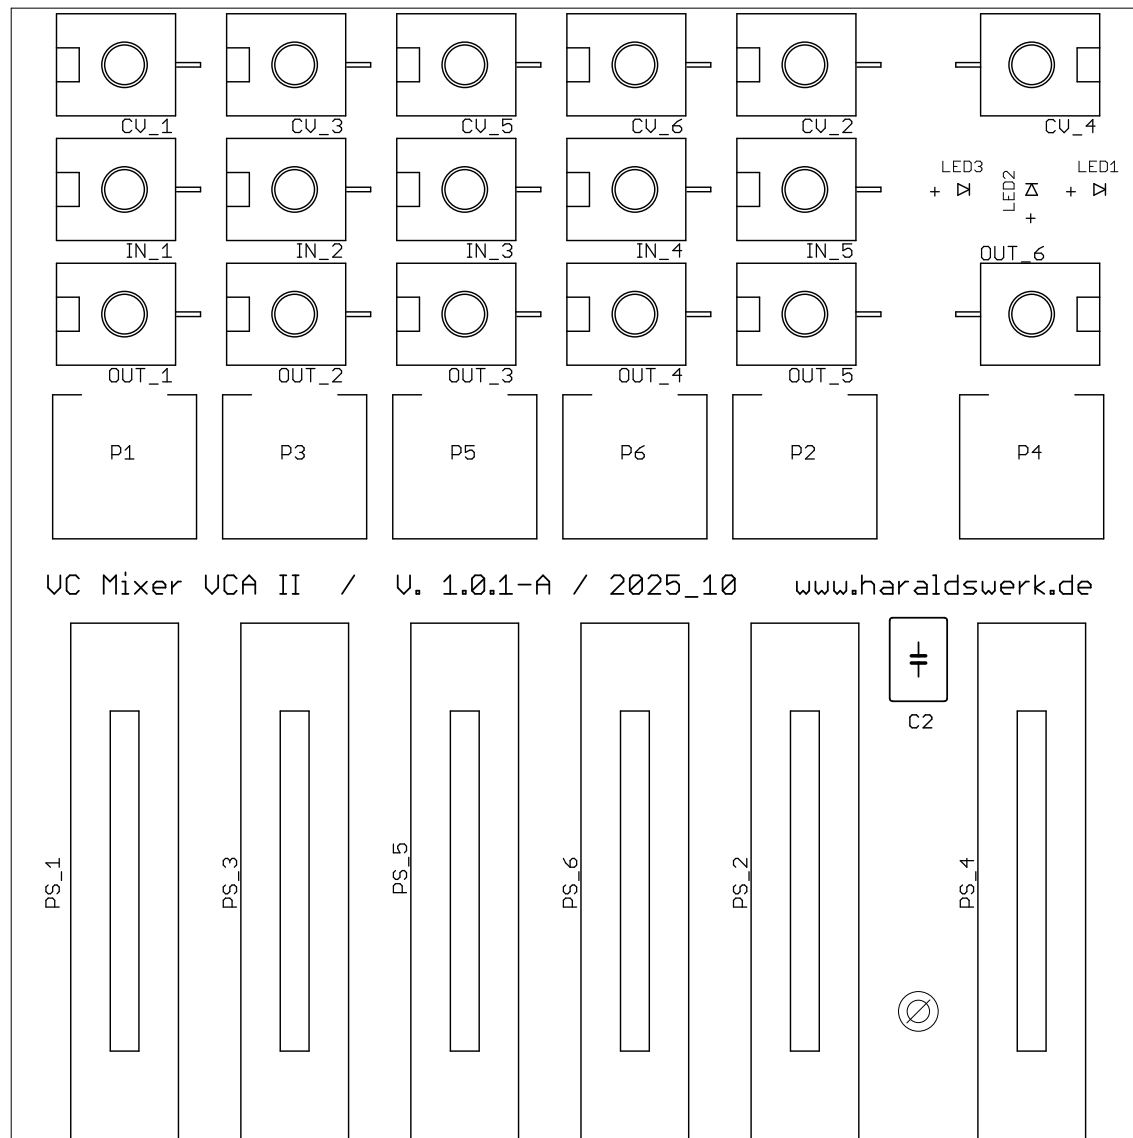 CV_1 CV_3 CV_5 CV_6 CV_2 CV_4
LED3 LED2 LED1
+ + +
IN_1 IN_2 IN_3 IN_4 IN_5 OUT_6
OUT_1 OUT_2 OUT_3 OUT_4 OUT_5
P1 P3 P5 P6 P2 P4
VC Mixer VCA II / V. 1.0.1-A / 2025_10 www.haraldswerk.de
C2
PS_1 PS_3 PS_5 PS_6 PS_2 PS_4